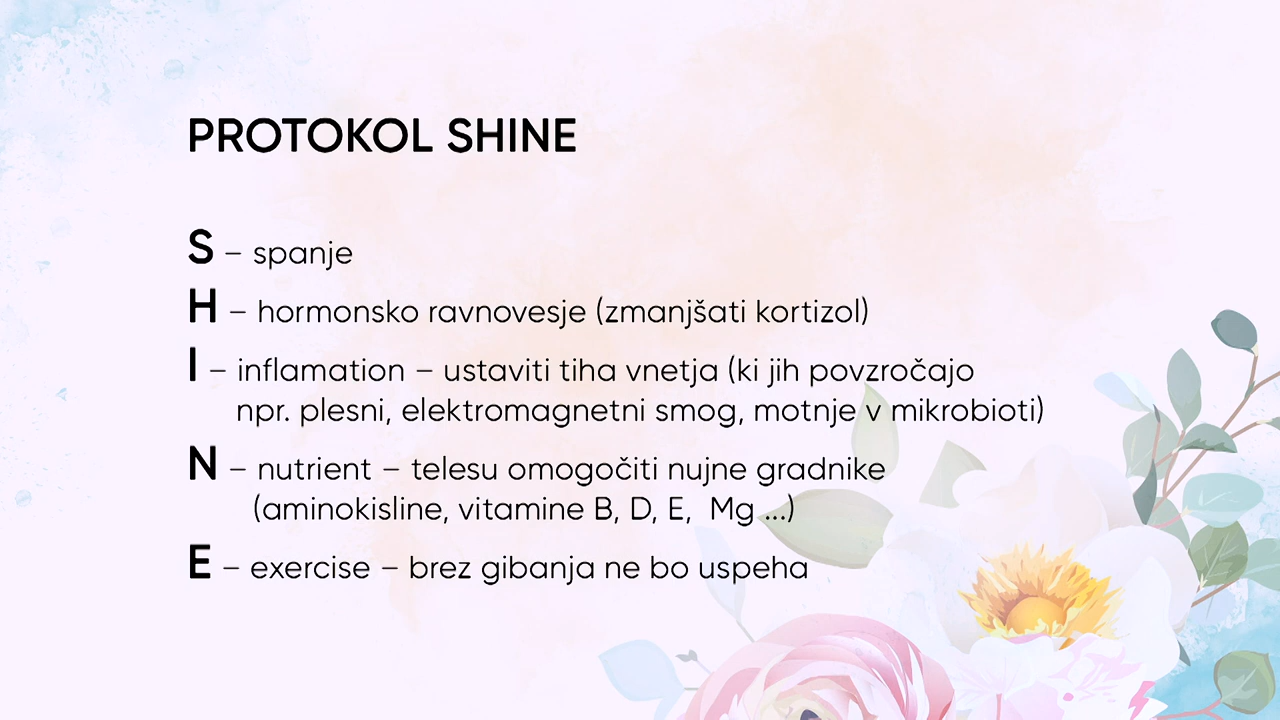 PROTOKOL SHINE
S – spanje
H – hormonsko ravnovesje (zmanjšati kortizol)
I – inflamation – ustaviti tiha vnetja (ki jih povzročajo
npr. plesni, elektromagnetni smog, motnje v mikrobioti)
N – nutrient – telesu omogočiti nujne gradnike
(aminokisline, vitamine B, D, E, Mg ...)
E – exercise – brez gibanja ne bo uspeha